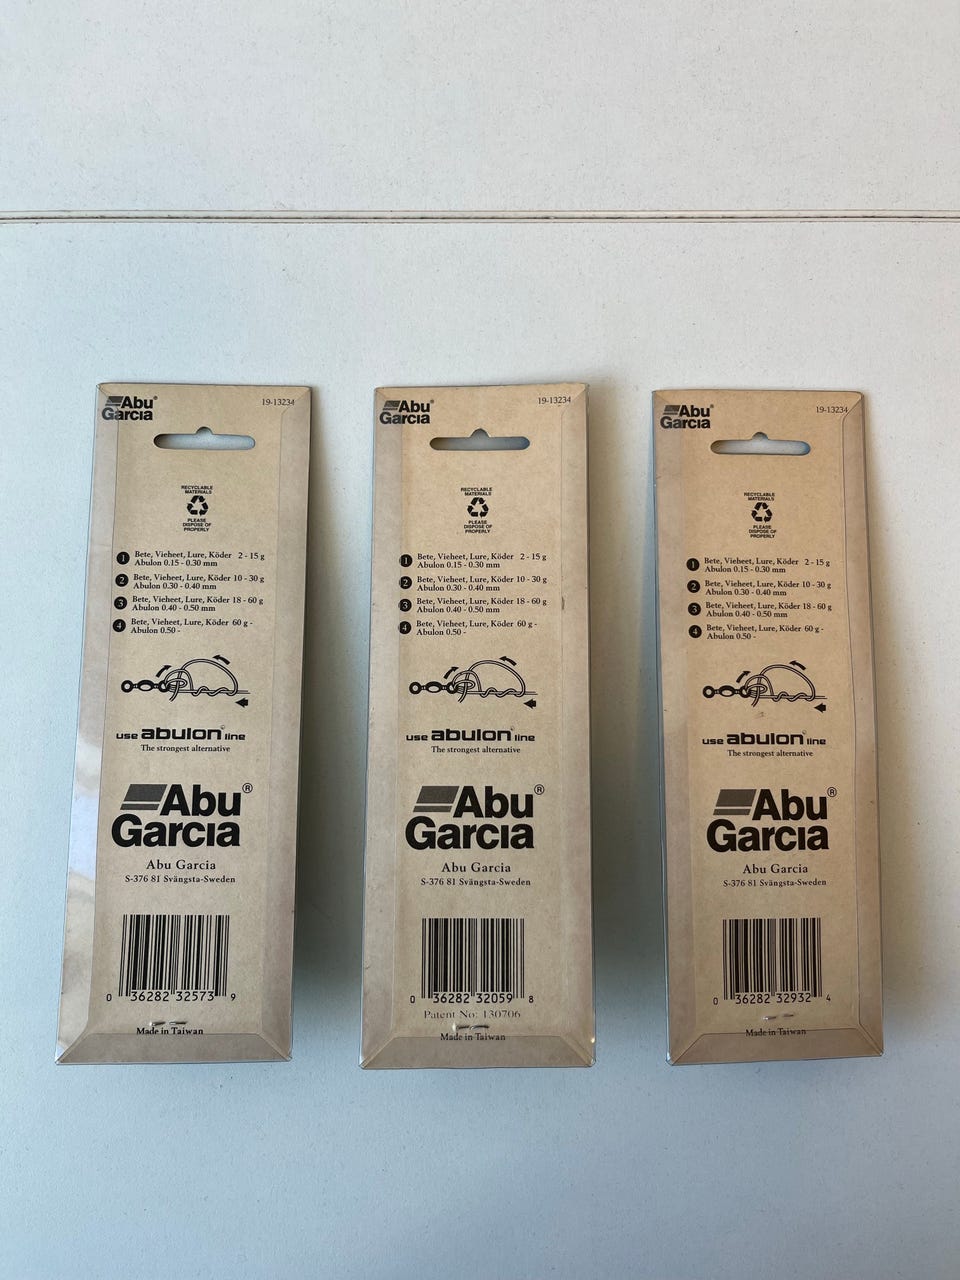 Abu®
Garcia
19-13234
RECYCLABLE
MATERIALS
PLEASE
DISPOSE OF
PROPERLY
1 Bete, Vieheet, Lure, Köder 2 - 15 g
Abulon 0.15 - 0.30 mm
2 Bete, Vieheet, Lure, Köder 10 - 30 g
Abulon 0.30 - 0.40 mm
3 Bete, Vieheet, Lure, Köder 18 - 60 g
Abulon 0.40 - 0.50 mm
4 Bete, Vieheet, Lure, Köder 60 g -
Abulon 0.50 -
use abulon© line
The strongest alternative
Abu®
Garcia
Abu Garcia
S-376 81 Svängsta-Sweden
0 36282 32573 9
Made in Taiwan
Abu®
Garcia
19-13234
RECYCLABLE
MATERIALS
PLEASE
DISPOSE OF
PROPERLY
1 Bete, Vieheet, Lure, Köder 2 - 15 g
Abulon 0.15 - 0.30 mm
2 Bete, Vieheet, Lure, Köder 10 - 30 g
Abulon 0.30 - 0.40 mm
3 Bete, Vieheet, Lure, Köder 18 - 60 g
Abulon 0.40 - 0.50 mm
4 Bete, Vieheet, Lure, Köder 60 g -
Abulon 0.50 -
use abulon© line
The strongest alternative
Abu®
Garcia
Abu Garcia
S-376 81 Svängsta-Sweden
0 36282 32059 8
Patent No: 130706
Made in Taiwan
Abu®
Garcia
19-13234
RECYCLABLE
MATERIALS
PLEASE
DISPOSE OF
PROPERLY
1 Bete, Vieheet, Lure, Köder 2 - 15 g
Abulon 0.15 - 0.30 mm
2 Bete, Vieheet, Lure, Köder 10 - 30 g
Abulon 0.30 - 0.40 mm
3 Bete, Vieheet, Lure, Köder 18 - 60 g
Abulon 0.40 - 0.50 mm
4 Bete, Vieheet, Lure, Köder 60 g -
Abulon 0.50 -
use abulon© line
The strongest alternative
Abu®
Garcia
Abu Garcia
S-376 81 Svängsta-Sweden
0 36282 32932 4
Made in Taiwan